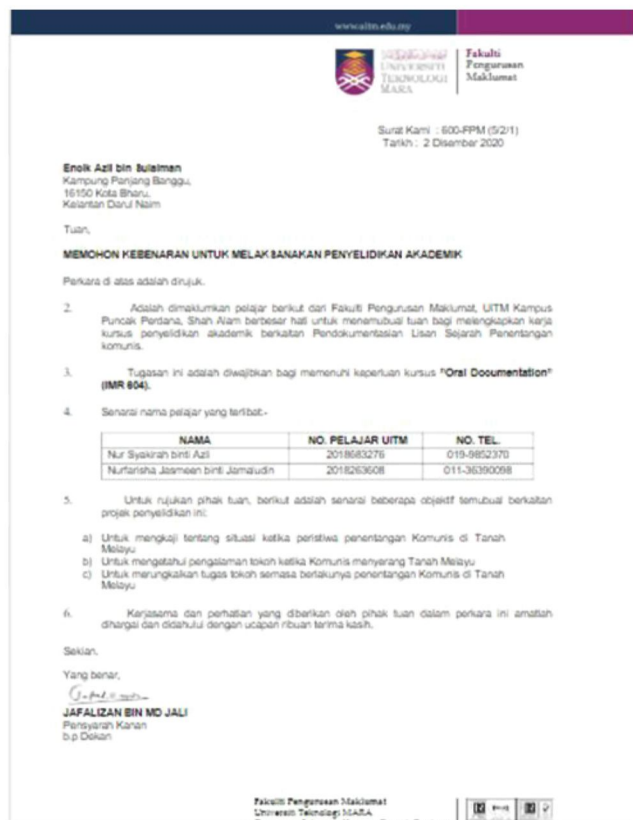 www.uitm.edu.my
UNIVERSITI
TEKNOLOGI
MARA
Fakulti
Pengurusan
Maklumat
Surat Kami : 600-FPM (5/2/1)
Tarikh : 2 Disember 2020
Encik Azli bin Sulaiman
Kampung Panjang Banggu,
16150 Kota Bharu,
Kelantan Darul Naim
Tuan,
MEMOHON KEBENARAN UNTUK MELAKSANAKAN PENYELIDIKAN AKADEMIK
Perkara di atas adalah dirujuk.
2. Adalah dimaklumkan pelajar berikut dari Fakulti Pengurusan Maklumat, UITM Kampus
Puncak Perdana, Shah Alam berbesar hati untuk menemubual tuan bagi melengkapkan kerja
kursus penyelidikan akademik berkaitan Pendokumentasian Lisan Sejarah Penentangan
komunis.
3. Tugasan ini adalah diwajibkan bagi memenuhi keperluan kursus "Oral Documentation"
(IMR 604).
4. Senarai nama pelajar yang terlibat:-
NAMA NO. PELAJAR UITM NO. TEL.
Nur Syakirah binti Azli 2018683276 019-9852370
Nurfarisha Jasmeen binti Jamaludin 2018263608 011-36390098
5. Untuk rujukan pihak tuan, berikut adalah senarai beberapa objektif temubual berkaitan
projek penyelidikan ini:
a) Untuk mengkaji tentang situasi ketika peristiwa penentangan Komunis di Tanah
Melayu
b) Untuk mengetahui pengalaman tokoh ketika Komunis menyerang Tanah Melayu
c) Untuk merungkaikan tugas tokoh semasa berlakunya penentangan Komunis di Tanah
Melayu
6. Kerjasama dan perhatian yang diberikan oleh pihak tuan dalam perkara ini amatlah
dihargai dan didahului dengan ucapan ribuan terima kasih.
Sekian.
Yang benar,
JAFALIZAN BIN MD JALI
Pensyarah Kanan
b.p Dekan
Fakulti Pengurusan Maklumat
Universiti Teknologi MARA